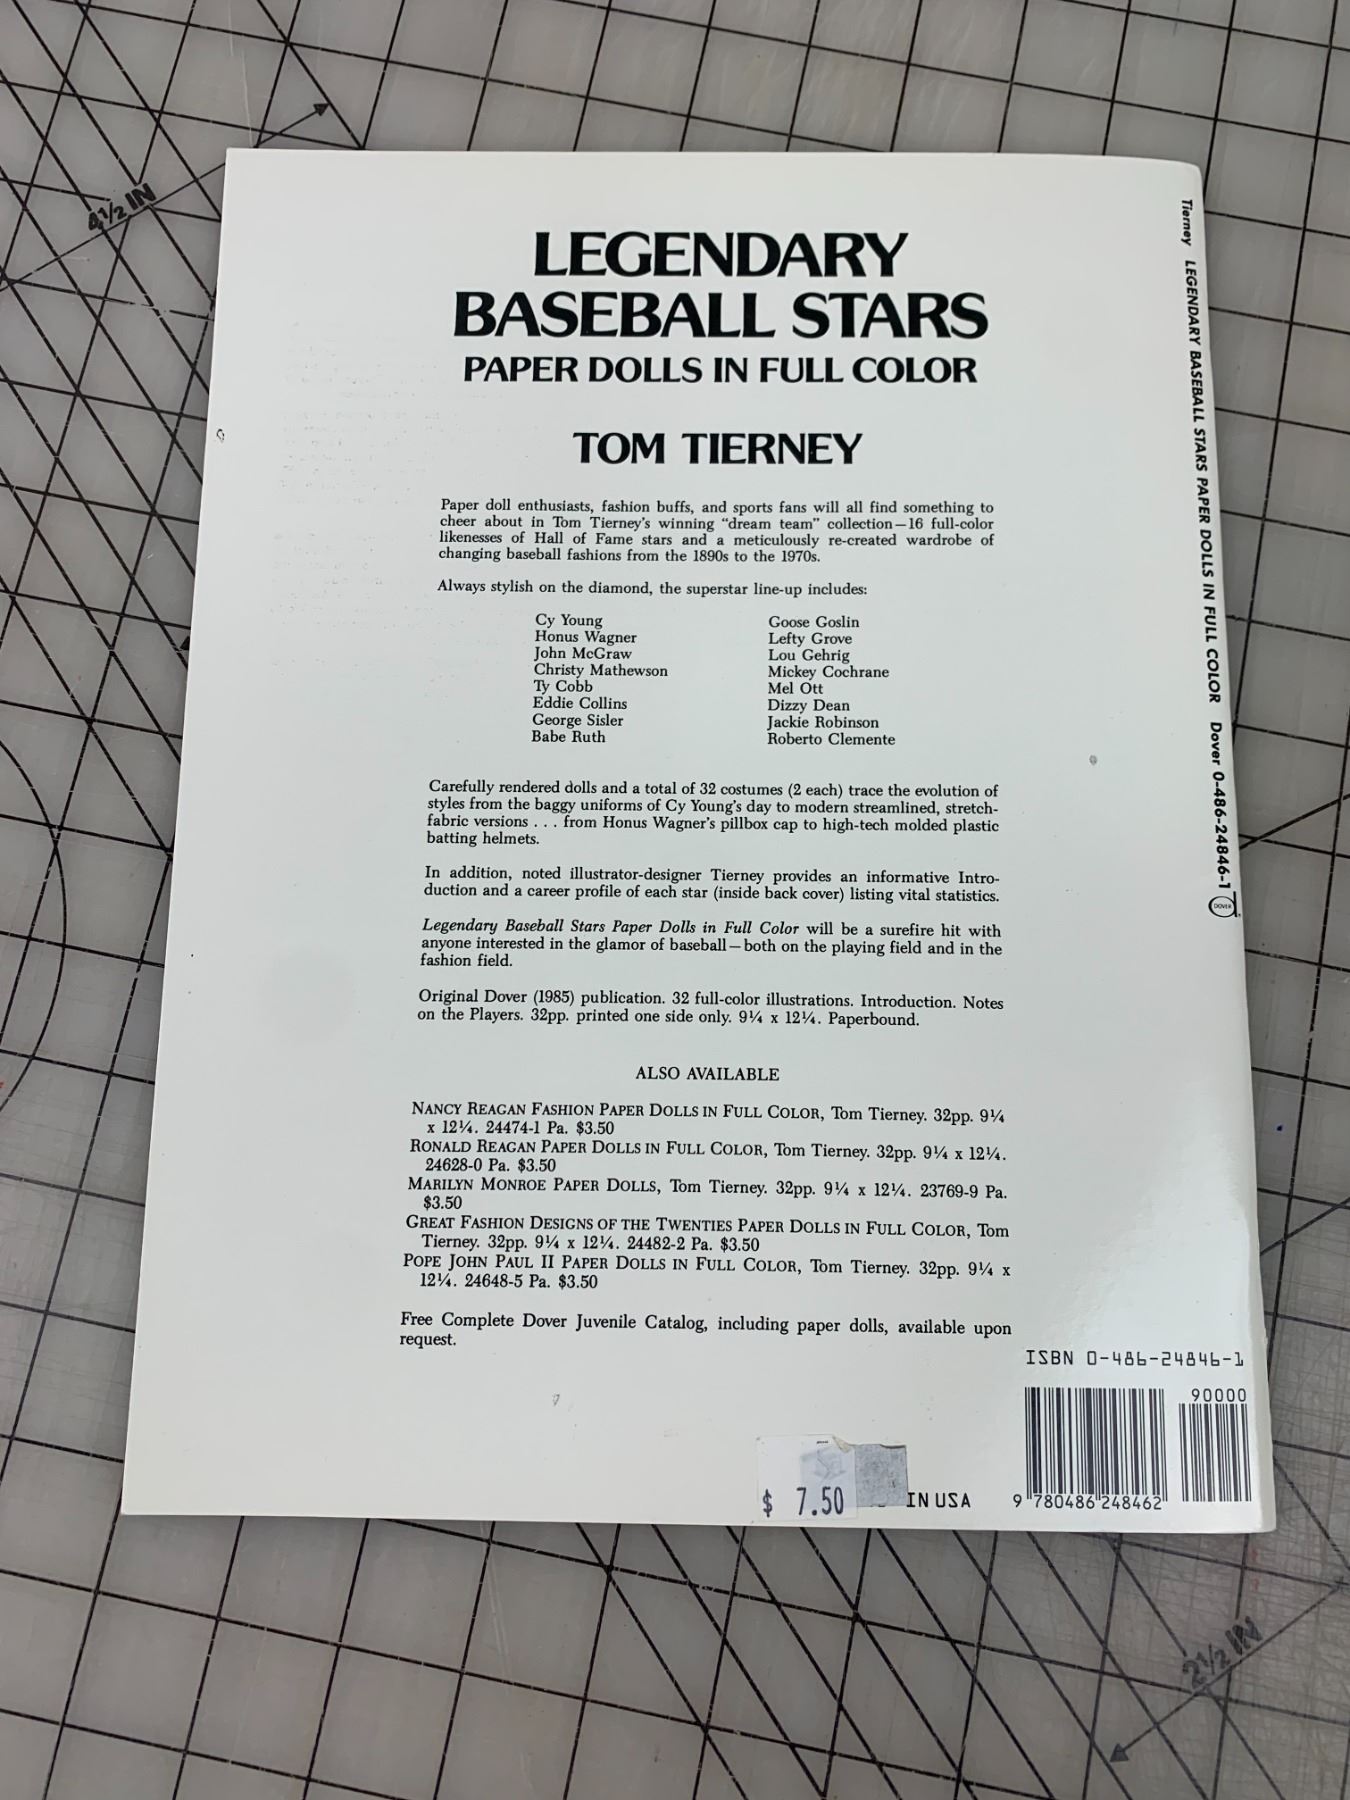 4½ IN
LEGENDARY
BASEBALL STARS
PAPER DOLLS IN FULL COLOR
TOM TIERNEY
Paper doll enthusiasts, fashion buffs, and sports fans will all find something to
cheer about in Tom Tierney's winning “dream team” collection—16 full-color
likenesses of Hall of Fame stars and a meticulously re-created wardrobe of
changing baseball fashions from the 1890s to the 1970s.
Always stylish on the diamond, the superstar line-up includes:
Cy Young
Honus Wagner
John McGraw
Christy Mathewson
Ty Cobb
Eddie Collins
George Sisler
Babe Ruth
Goose Goslin
Lefty Grove
Lou Gehrig
Mickey Cochrane
Mel Ott
Dizzy Dean
Jackie Robinson
Roberto Clemente
Carefully rendered dolls and a total of 32 costumes (2 each) trace the evolution of
styles from the baggy uniforms of Cy Young's day to modern streamlined, stretch-
fabric versions . . . from Honus Wagner's pillbox cap to high-tech molded plastic
batting helmets.
In addition, noted illustrator-designer Tierney provides an informative Intro-
duction and a career profile of each star (inside back cover) listing vital statistics.
Legendary Baseball Stars Paper Dolls in Full Color will be a surefire hit with
anyone interested in the glamor of baseball—both on the playing field and in the
fashion field.
Original Dover (1985) publication. 32 full-color illustrations. Introduction. Notes
on the Players. 32pp. printed one side only. 9¼ x 12¼. Paperbound.
ALSO AVAILABLE
NANCY REAGAN FASHION PAPER DOLLS IN FULL COLOR, Tom Tierney. 32pp. 9¼
x 12¼. 24474-1 Pa. $3.50
RONALD REAGAN PAPER DOLLS IN FULL COLOR, Tom Tierney. 32pp. 9¼ x 12¼.
24628-0 Pa. $3.50
MARILYN MONROE PAPER DOLLS, Tom Tierney. 32pp. 9¼ x 12¼. 23769-9 Pa.
$3.50
GREAT FASHION DESIGNS OF THE TWENTIES PAPER DOLLS IN FULL COLOR, Tom
Tierney. 32pp. 9¼ x 12¼. 24482-2 Pa. $3.50
POPE JOHN PAUL II PAPER DOLLS IN FULL COLOR, Tom Tierney. 32pp. 9¼ x
12¼. 24648-5 Pa. $3.50
Free Complete Dover Juvenile Catalog, including paper dolls, available upon
request.
ISBN 0-486-24846-1
90000
9 780486 248462
$ 7.50
IN USA
Tierney LEGENDARY BASEBALL STARS PAPER DOLLS IN FULL COLOR Dover 0-486-24846-1
DOVER
2½ IN